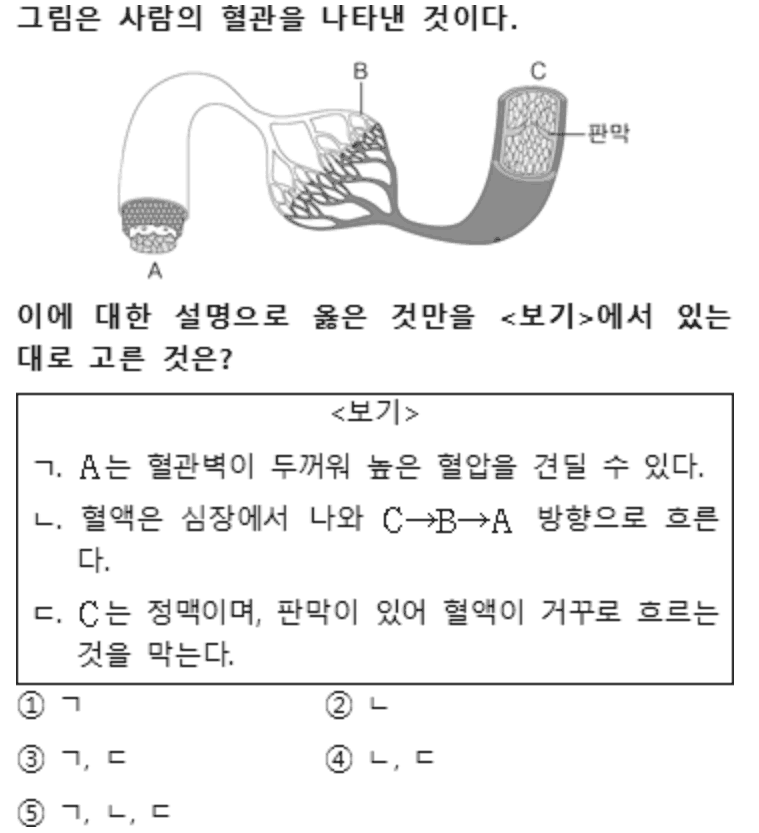 그림은 사람의 혈관을 나타낸 것이다.
B
C
판막
A
이에 대한 설명으로 옳은 것만을 <보기>에서 있는
대로 고른 것은?
<보기>
ㄱ. A는 혈관벽이 두꺼워 높은 혈압을 견딜 수 있다.
ㄴ. 혈액은 심장에서 나와 C→B→A 방향으로 흐른
다.
ㄷ. C는 정맥이며, 판막이 있어 혈액이 거꾸로 흐르는
것을 막는다.
① ㄱ ② ㄴ
③ ㄱ, ㄷ ④ ㄴ, ㄷ
⑤ ㄱ, ㄴ, ㄷ